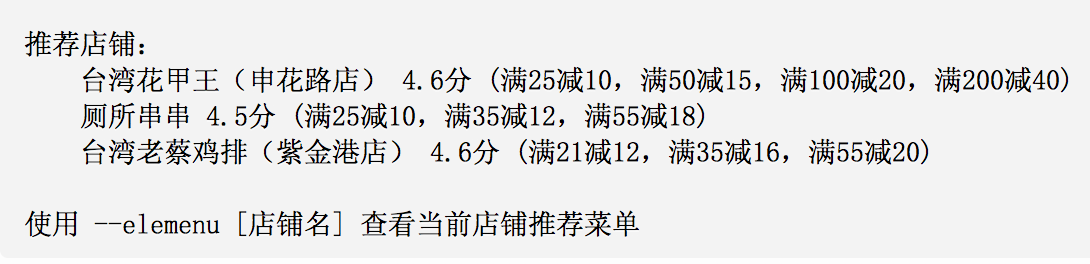 推荐店铺：
台湾花甲王（申花路店） 4.6分 (满25减10，满50减15，满100减20，满200减40)
厕所串串 4.5分 (满25减10，满35减12，满55减18)
台湾老蔡鸡排（紫金港店） 4.6分 (满21减12，满35减16，满55减20)
使用 --elemenu [店铺名] 查看当前店铺推荐菜单